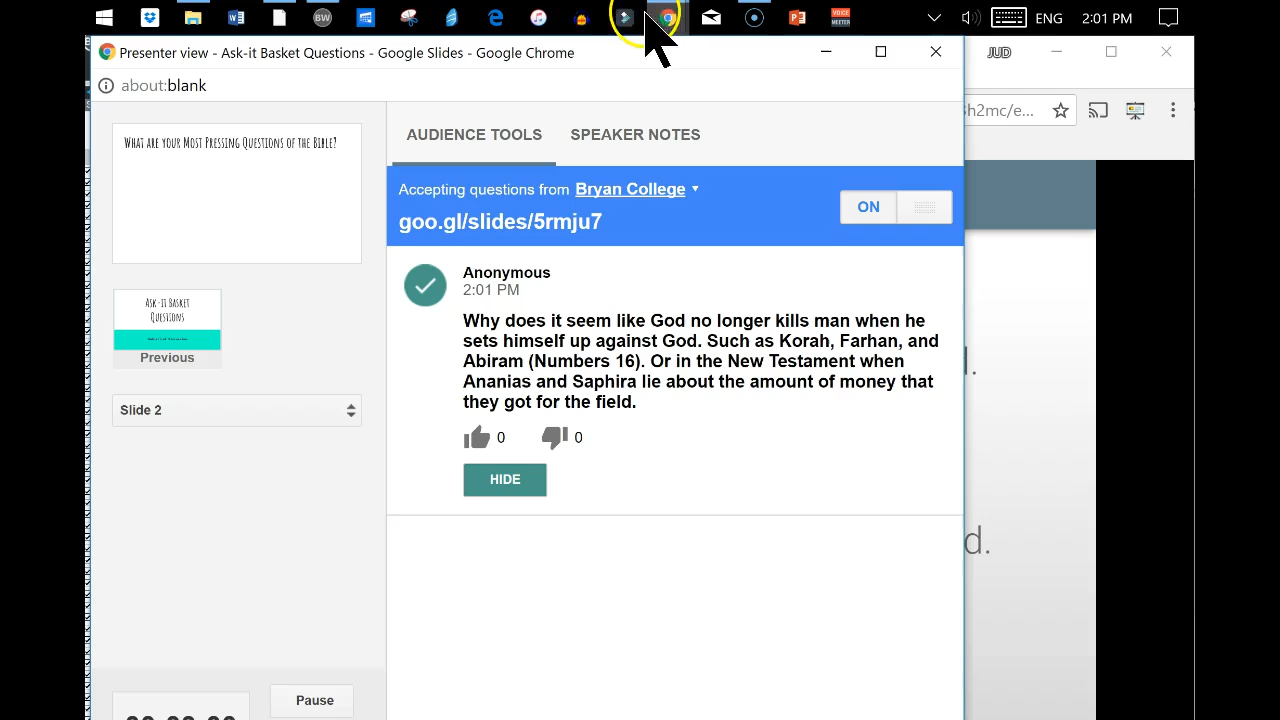 BW
VOICE
MEETER
ENG
2:01 PM
Presenter view - Ask-it Basket Questions - Google Slides - Google Chrome
JUD
about:blank
3h2mc/e...
What are your Most Pressing Questions of the Bible?
AUDIENCE TOOLS
SPEAKER NOTES
Accepting questions from Bryan College
goo.gl/slides/5rmju7
ON
Anonymous
2:01 PM
Why does it seem like God no longer kills man when he
sets himself up against God. Such as Korah, Farhan, and
Abiram (Numbers 16). Or in the New Testament when
Ananias and Saphira lie about the amount of money that
they got for the field.
0
0
HIDE
Ask-it Basket
Questions
Previous
Slide 2
Pause
d.